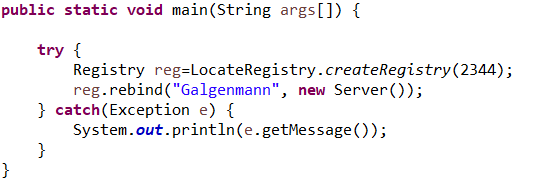 public static void main(String args[]) {
try {
Registry reg=LocateRegistry.createRegistry(2344);
reg.rebind("Galgenmann", new Server());
} catch(Exception e) {
System.out.println(e.getMessage());
}
}